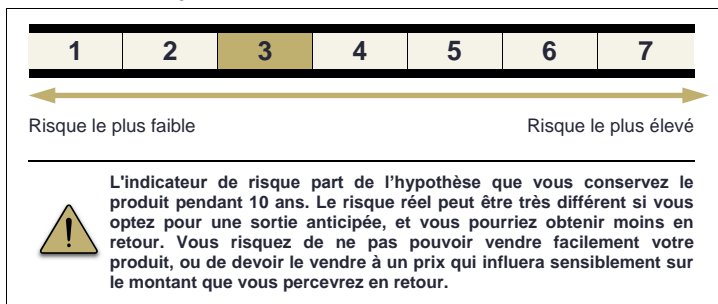 1 2 3 4 5 6 7
Risque le plus faible Risque le plus élevé
L'indicateur de risque part de l’hypothèse que vous conservez le
produit pendant 10 ans. Le risque réel peut être très différent si vous
optez pour une sortie anticipée, et vous pourriez obtenir moins en
retour. Vous risquez de ne pas pouvoir vendre facilement votre
produit, ou de devoir le vendre à un prix qui influera sensiblement sur
le montant que vous percevrez en retour.